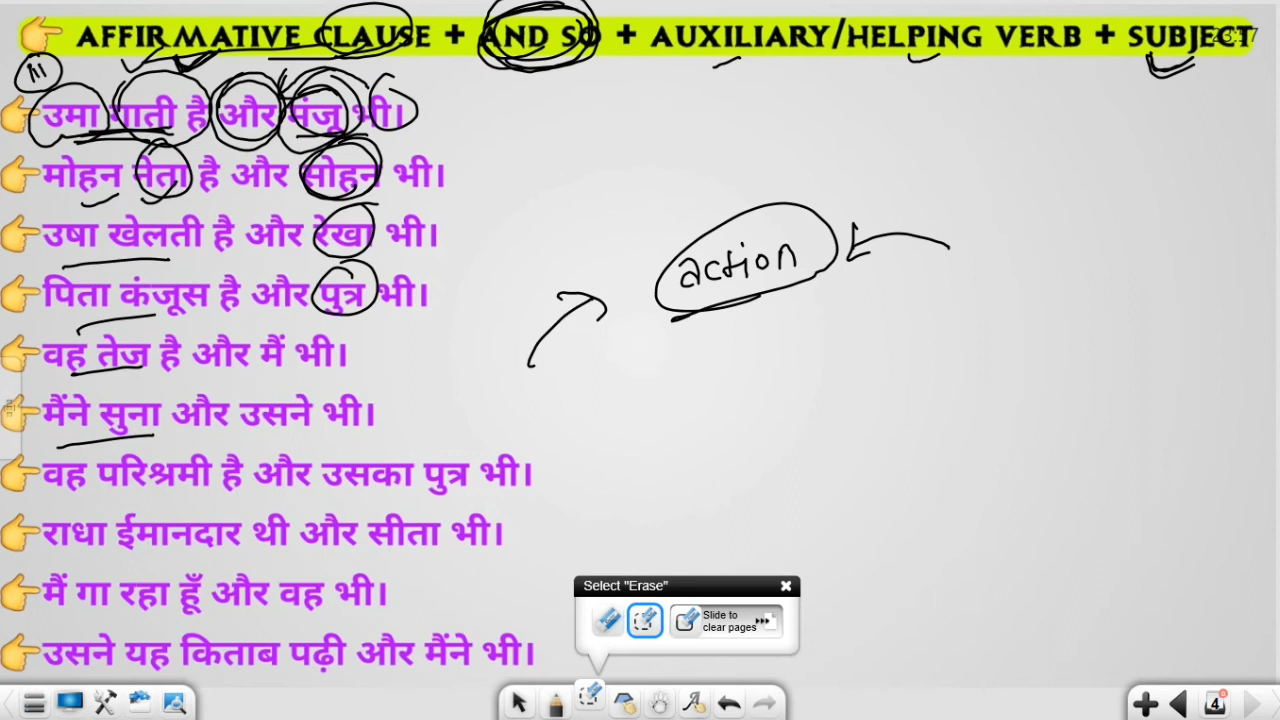 AFFIRMATIVE CLAUSE + AND SO + AUXILIARY/HELPING VERB + SUBJECT
उमा गाती है और मंजू भी।
मोहन नेता है और सोहन भी।
उषा खेलती है और रेखा भी।
action
पिता कंजूस है और पुत्र भी।
वह तेज है और मैं भी।
मैंने सुना और उसने भी।
वह परिश्रमी है और उसका पुत्र भी।
राधा ईमानदार थी और सीता भी।
मैं गा रहा हूँ और वह भी।
उसने यह किताब पढ़ी और मैंने भी।
Select "Erase"
Slide to
clear pages
4